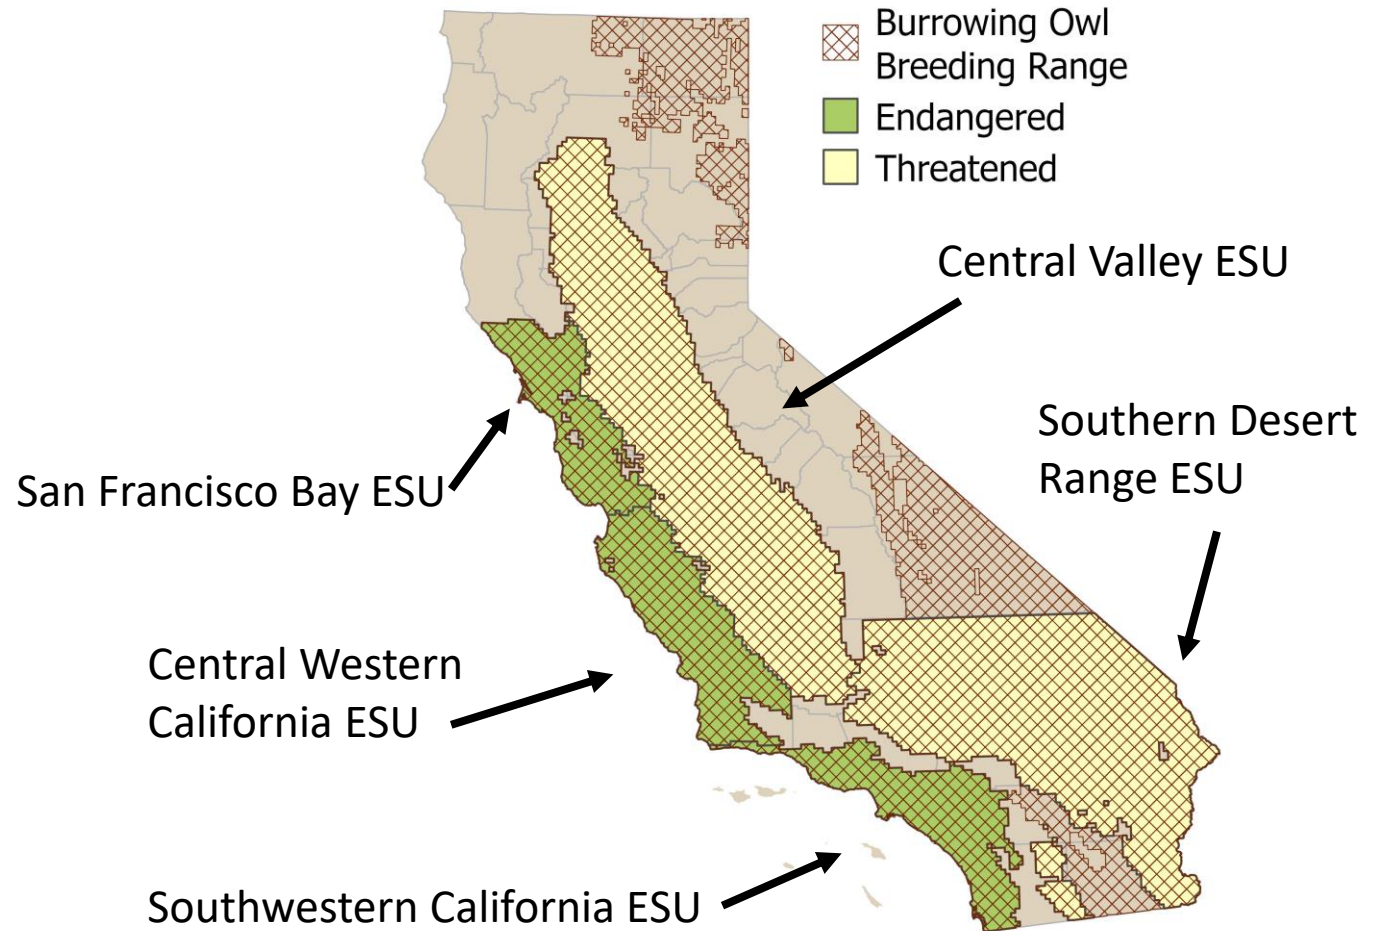 Burrowing Owl
Breeding Range
Endangered
Threatened
Central Valley ESU
Southern Desert
Range ESU
San Francisco Bay ESU
Central Western
California ESU
Southwestern California ESU